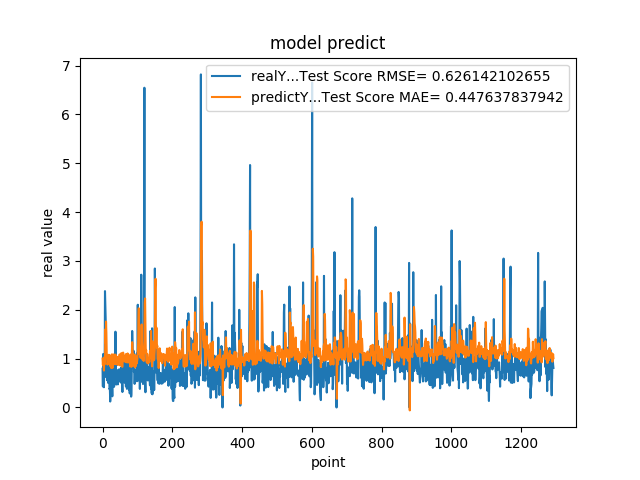 model predict
realY...Test Score RMSE= 0.626142102655
predictY...Test Score MAE= 0.447637837942
7
6
5
4
3
2
1
0
real value
0 200 400 600 800 1000 1200
point